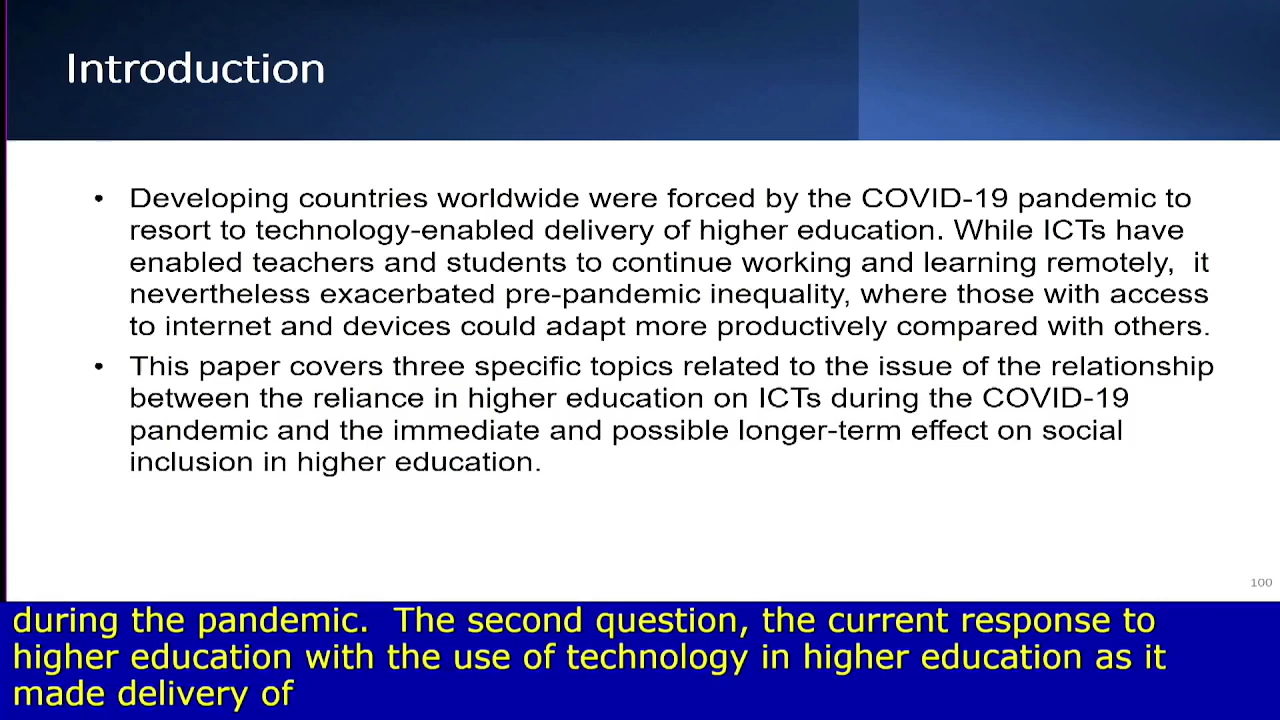 Introduction
• Developing countries worldwide were forced by the COVID-19 pandemic to
resort to technology-enabled delivery of higher education. While ICTs have
enabled teachers and students to continue working and learning remotely,  it
nevertheless exacerbated pre-pandemic inequality, where those with access
to internet and devices could adapt more productively compared with others.
• This paper covers three specific topics related to the issue of the relationship
between the reliance in higher education on ICTs during the COVID-19
pandemic and the immediate and possible longer-term effect on social
inclusion in higher education.
100
during the pandemic.  The second question, the current response to
higher education with the use of technology in higher education as it
made delivery of